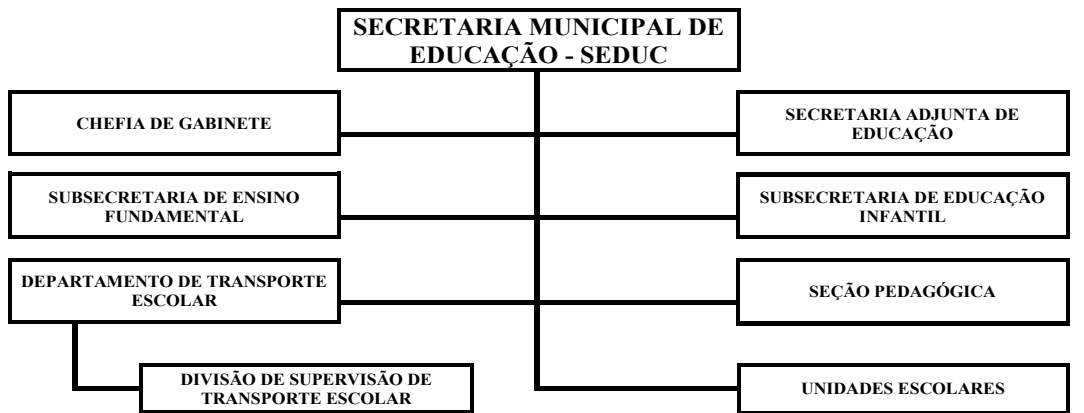 SECRETARIA MUNICIPAL DE
EDUCAÇÃO - SEDUC
CHEFIA DE GABINETE
SECRETARIA ADJUNTA DE
EDUCAÇÃO
SUBSECRETARIA DE ENSINO
FUNDAMENTAL
SUBSECRETARIA DE EDUCAÇÃO
INFANTIL
DEPARTAMENTO DE TRANSPORTE
ESCOLAR
SEÇÃO PEDAGÓGICA
DIVISÃO DE SUPERVISÃO DE
TRANSPORTE ESCOLAR
UNIDADES ESCOLARES